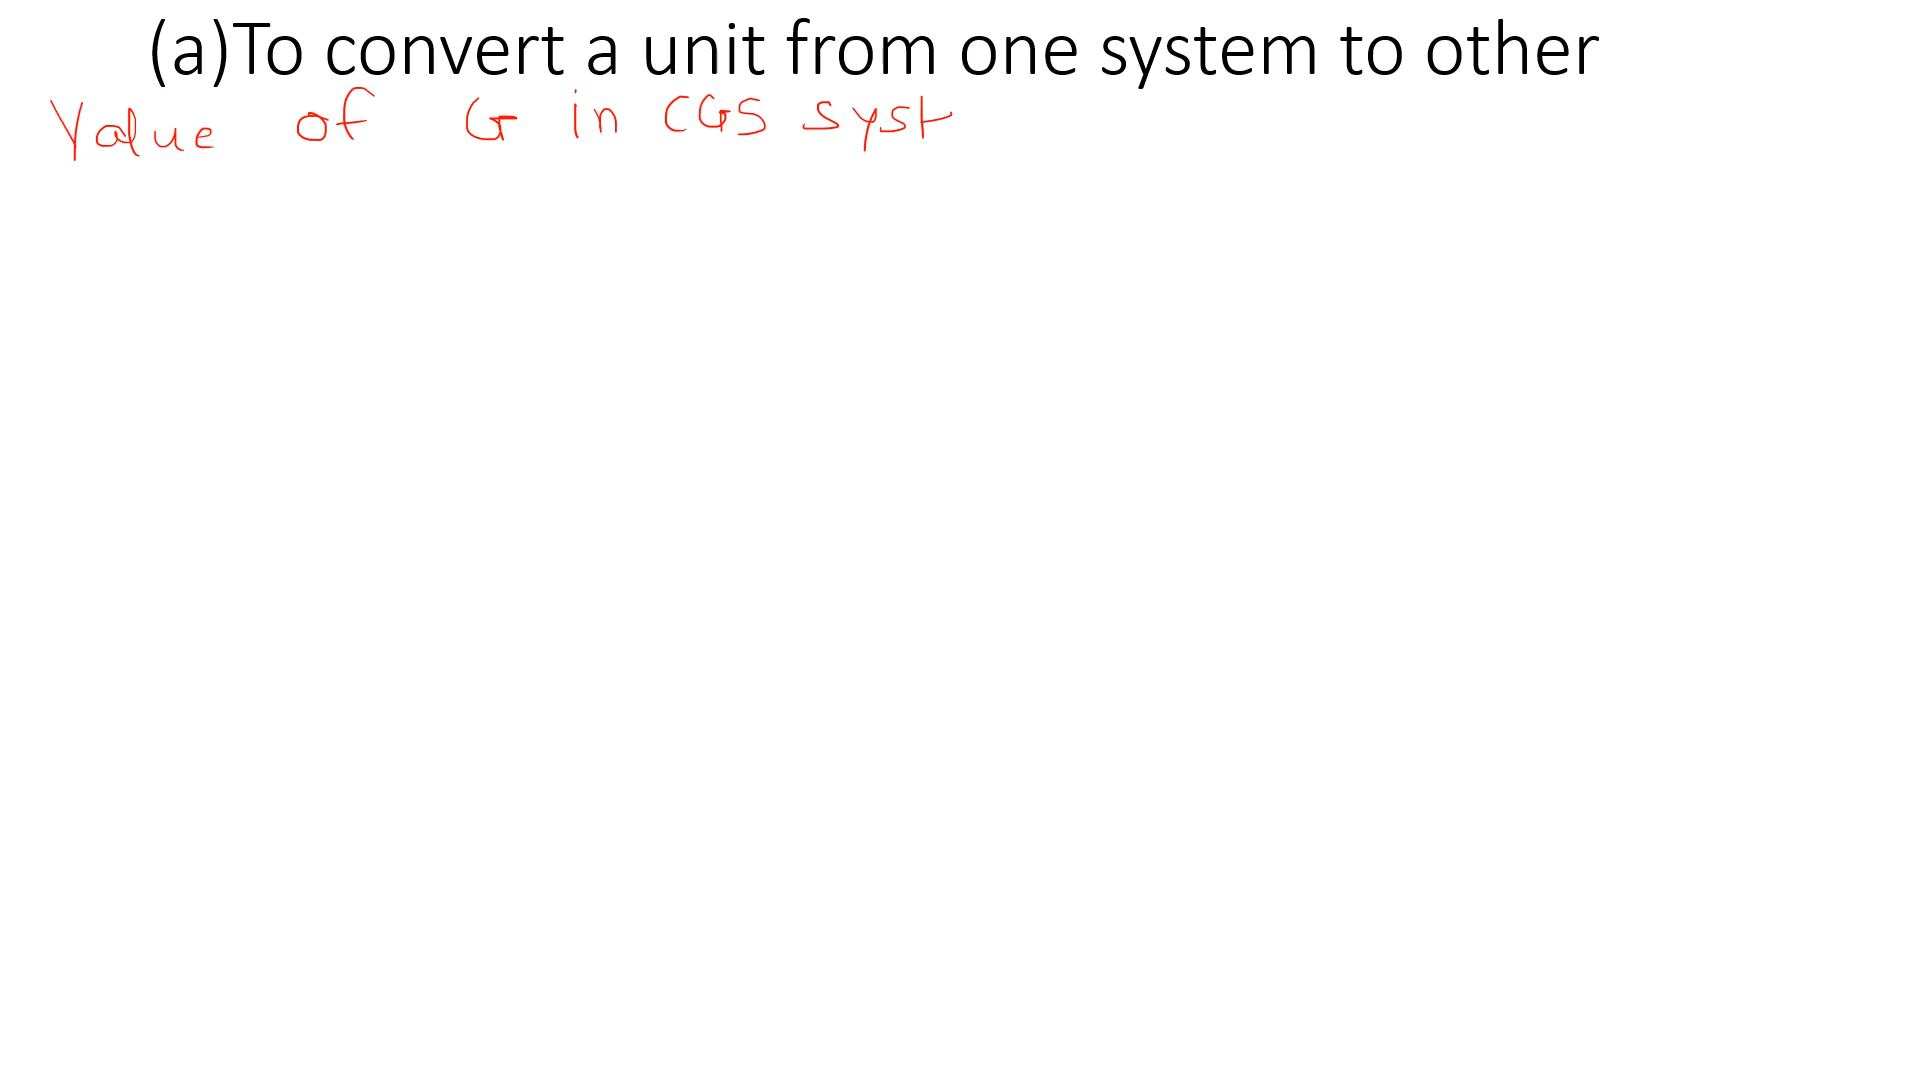 (a)To convert a unit from one system to other
Value of G in CGS syst